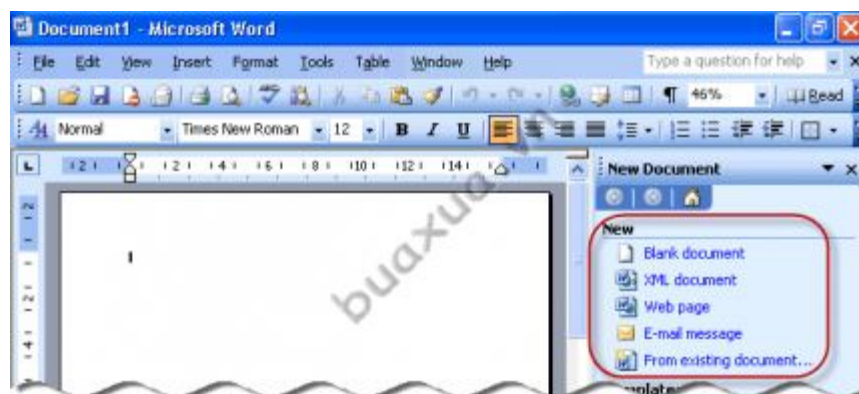 Document1 - Microsoft Word
File Edit View Insert Format Tools Table Window Help Type a question for help
46% Read
Normal Times New Roman 12 B I U
New Document
New
Blank document
XML document
Web page
E-mail message
From existing document...
buaxua.vn